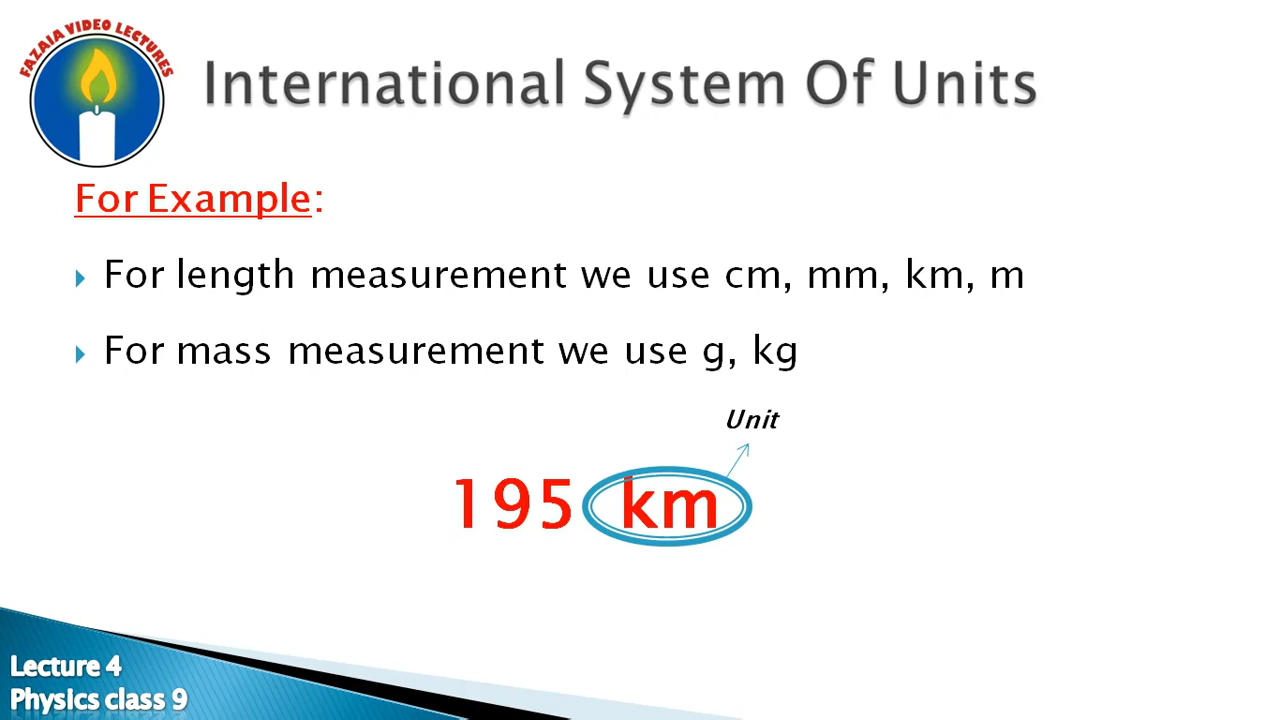 FAZAIA VIDEO LECTURES
International System Of Units
For Example:
For length measurement we use cm, mm, km, m
For mass measurement we use g, kg
Unit
195 km
Lecture 4
Physics class 9